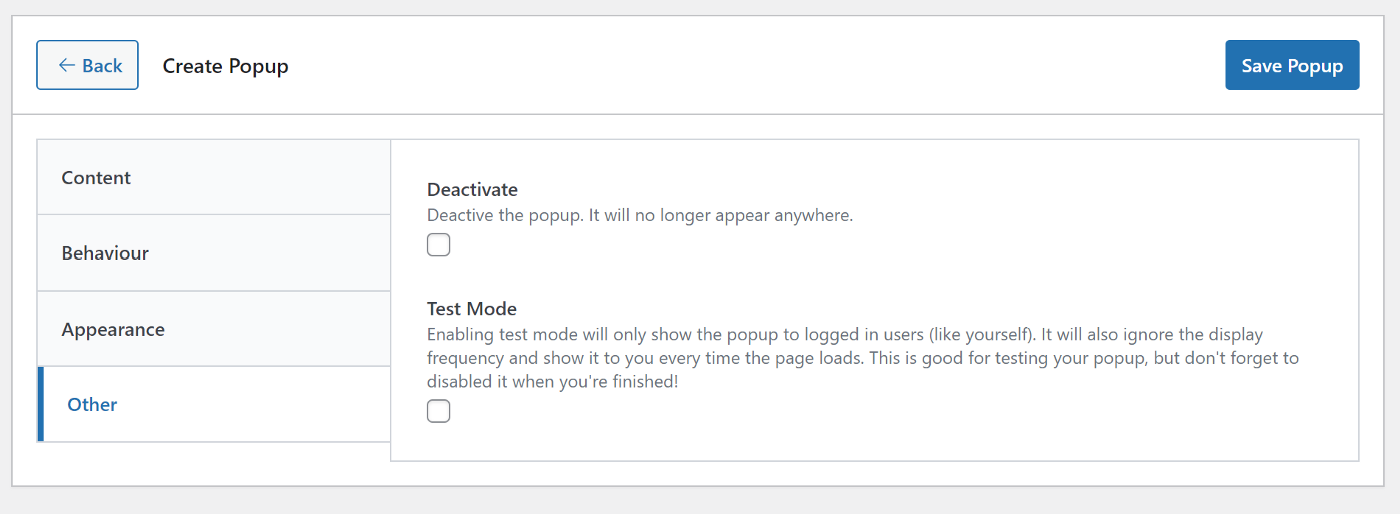 ← Back
Create Popup
Save Popup
Content
Behaviour
Appearance
Other
Deactivate
Deactive the popup. It will no longer appear anywhere.
Test Mode
Enabling test mode will only show the popup to logged in users (like yourself). It will also ignore the display
frequency and show it to you every time the page loads. This is good for testing your popup, but don't forget to
disabled it when you're finished!